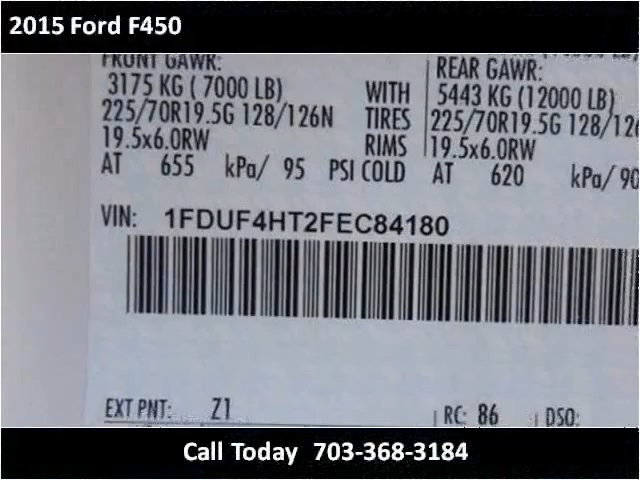 2015 Ford F450
FRONT GAWR:
3175 KG ( 7000 LB)
225/70R19.5G 128/126N
19.5x6.0RW
AT 655 kPa/ 95 PSI COLD
WITH
TIRES
RIMS
REAR GAWR:
5443 KG (12000 LB)
225/70R19.5G 128/12
19.5x6.0RW
AT 620 kPa/ 90
VIN: 1FDUF4HT2FEC84180
EXT PNT: Z1
RC: 86
DSO:
Call Today 703-368-3184